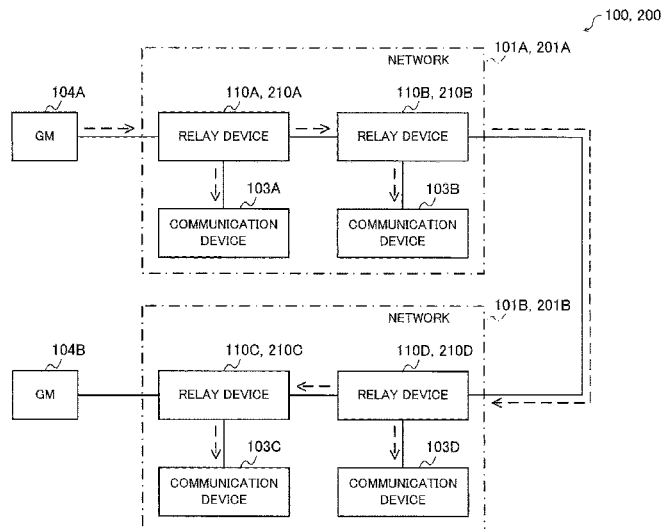 100, 200
101A, 201A
NETWORK
104A
110A, 210A
110B, 210B
GM
RELAY DEVICE
RELAY DEVICE
103A
103B
COMMUNICATION
DEVICE
COMMUNICATION
DEVICE
101B, 201B
NETWORK
104B
110C, 210C
110D, 210D
GM
RELAY DEVICE
RELAY DEVICE
103C
103D
COMMUNICATION
DEVICE
COMMUNICATION
DEVICE